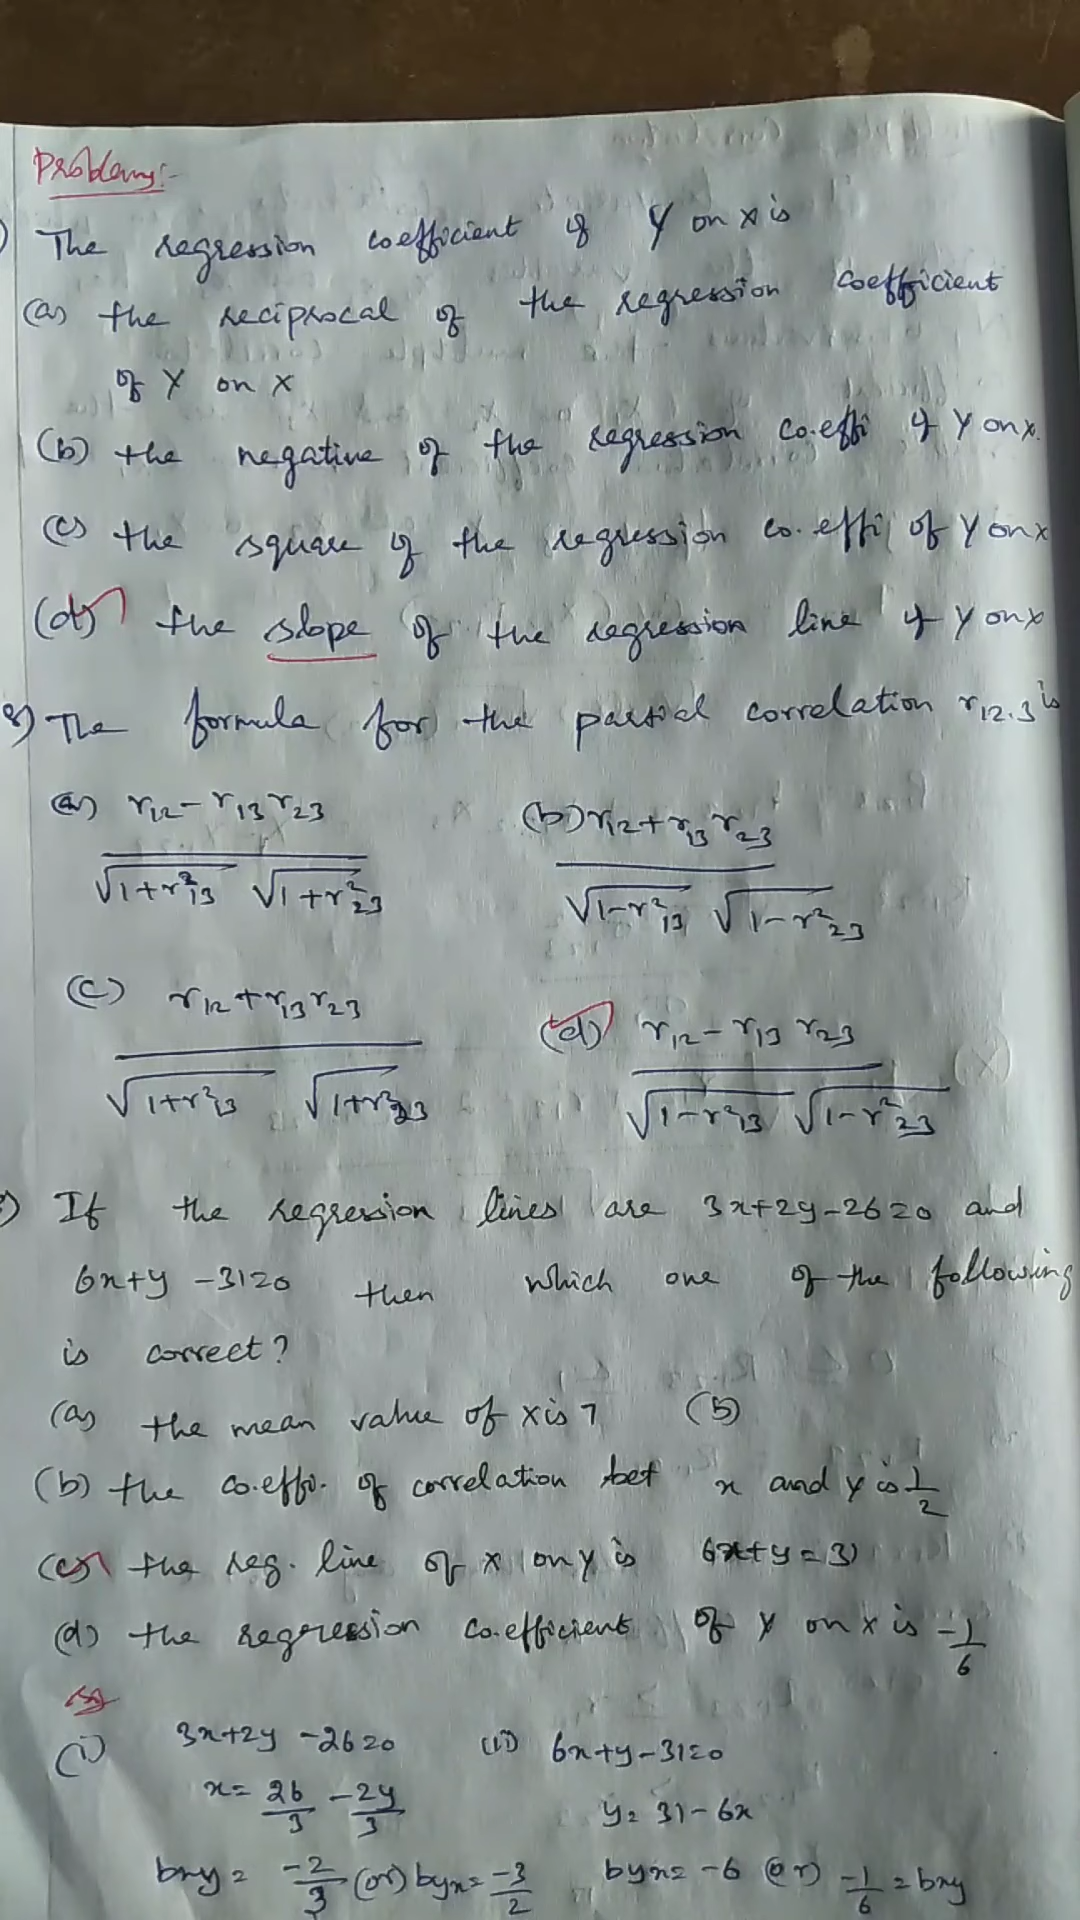 Problems:-
) The regression coefficient of Y on X is
(a) the reciprocal of the regression coefficient
of Y on X
(b) the negative of the regression co.effi of Y on X.
(c) the square of the regression co.effi of Y on X
(d) the slope of the regression line of Y on X
) The formula for the partial correlation r12.3 is
(a) r12 - r13 r23 / √1+r²13 √1+r²23 (b) r12 + r13 r23 / √1-r²13 √1-r²23
(c) r12 + r13 r23 / √1+r²13 √1+r²23 (d) r12 - r13 r23 / √1-r²13 √1-r²23
) If the regression lines are 3x+2y-26=0 and
6x+y-31=0 then which one of the following
is correct?
(a) the mean value of X is 7 (b)
(b) the co.effi. of correlation bet x and y is 1/2
(c) the reg. line of X on y is 6x+y=31
(d) the regression co.efficient of Y on X is -1/6
(i) 3x+2y-26=0 (ii) 6x+y-31=0
x= 26/3 - 2y/3 y= 31-6x
bxy= -2/3 (or) byx= -3/2 byx= -6 (or) -1/6 = bxy